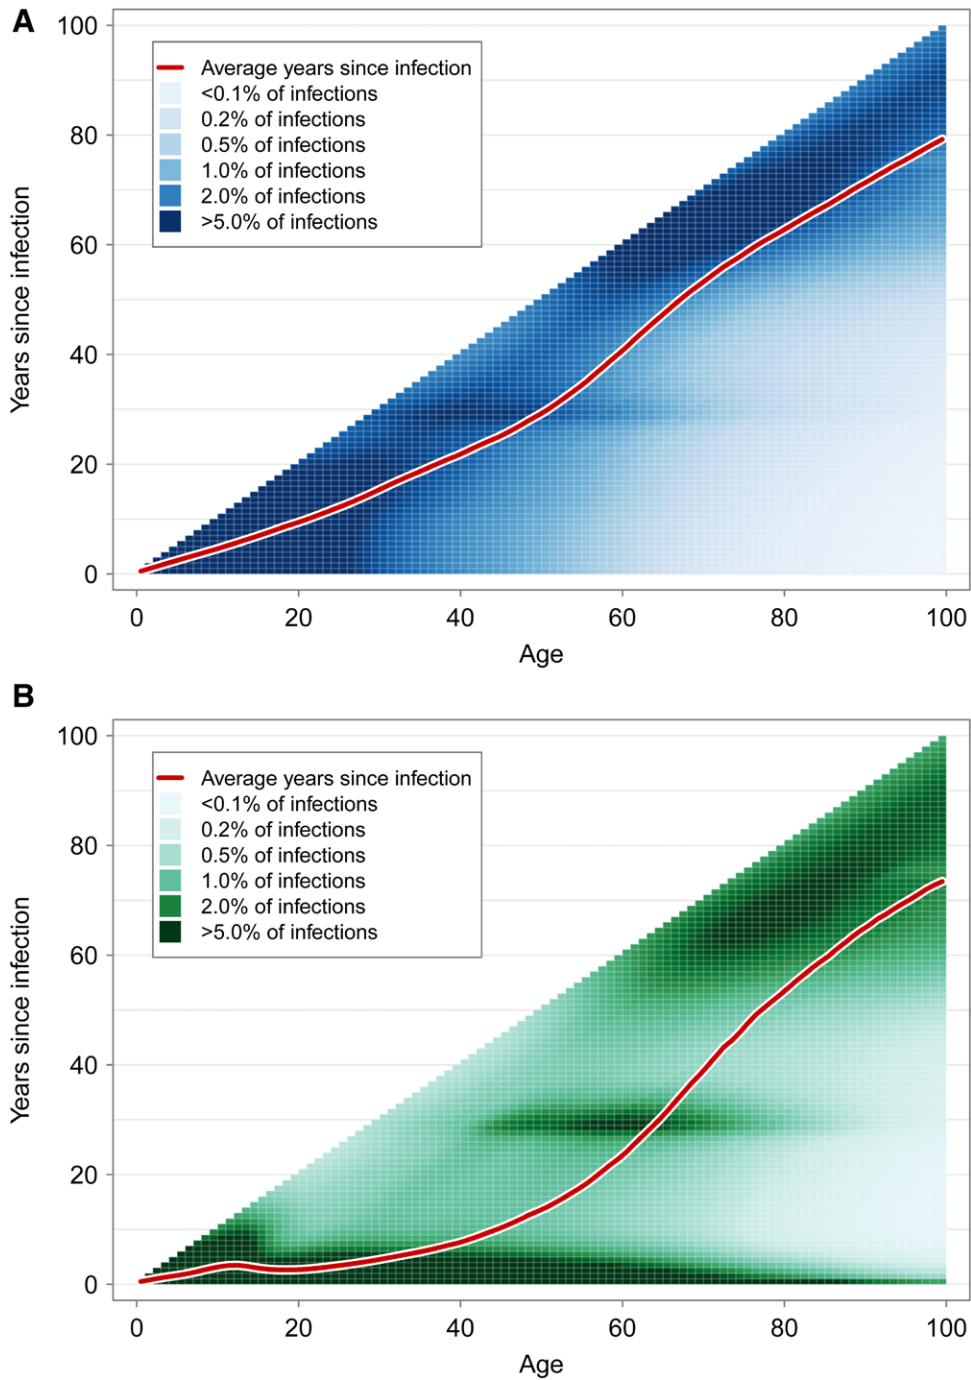 A
100
80
60
40
20
0
Years since infection
Average years since infection
<0.1% of infections
0.2% of infections
0.5% of infections
1.0% of infections
2.0% of infections
>5.0% of infections
0 20 40 60 80 100
Age
B
100
80
60
40
20
0
Years since infection
Average years since infection
<0.1% of infections
0.2% of infections
0.5% of infections
1.0% of infections
2.0% of infections
>5.0% of infections
0 20 40 60 80 100
Age